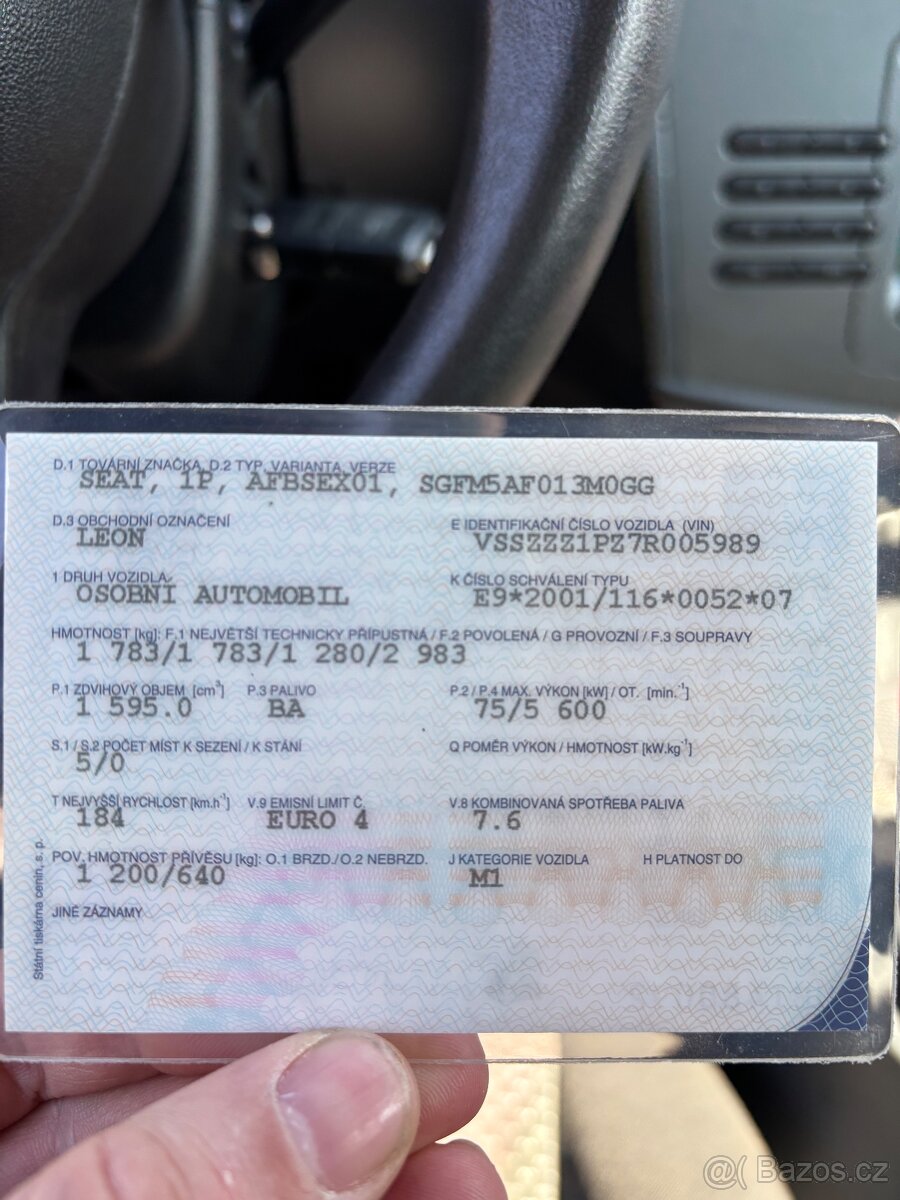 D.1 TOVÁRNÍ ZNAČKA, D.2 TYP, VARIANTA, VERZE
SEAT, 1P, AFBSEX01, SGFM5AF013M0GG
D.3 OBCHODNÍ OZNAČENÍ E IDENTIFIKAČNÍ ČÍSLO VOZIDLA (VIN)
LEON VSSZZZ1PZ7R005989
1 DRUH VOZIDLA K ČÍSLO SCHVÁLENÍ TYPU
OSOBNÍ AUTOMOBIL E9*2001/116*0052*07
HMOTNOST [kg]: F.1 NEJVĚTŠÍ TECHNICKY PŘÍPUSTNÁ / F.2 POVOLENÁ / G PROVOZNÍ / F.3 SOUPRAVY
1 783/1 783/1 280/2 983
P.1 ZDVIHOVÝ OBJEM [cm³] P.3 PALIVO P.2 / P.4 MAX. VÝKON [kW] / OT. [min.⁻¹]
1 595.0 BA 75/5 600
S.1 / S.2 POČET MÍST K SEZENÍ / K STÁNÍ Q POMĚR VÝKON / HMOTNOST [kW.kg⁻¹]
5/0
T NEJVYŠŠÍ RYCHLOST [km.h⁻¹] V.9 EMISNÍ LIMIT Č. V.8 KOMBINOVANÁ SPOTŘEBA PALIVA
184 EURO 4 7.6
POV. HMOTNOST PŘÍVĚSU [kg]: O.1 BRZD./O.2 NEBRZD. J KATEGORIE VOZIDLA H PLATNOST DO
1 200/640 M1
JINÉ ZÁZNAMY
Státní tiskárna cenin, s. p.
@( Bazos.cz